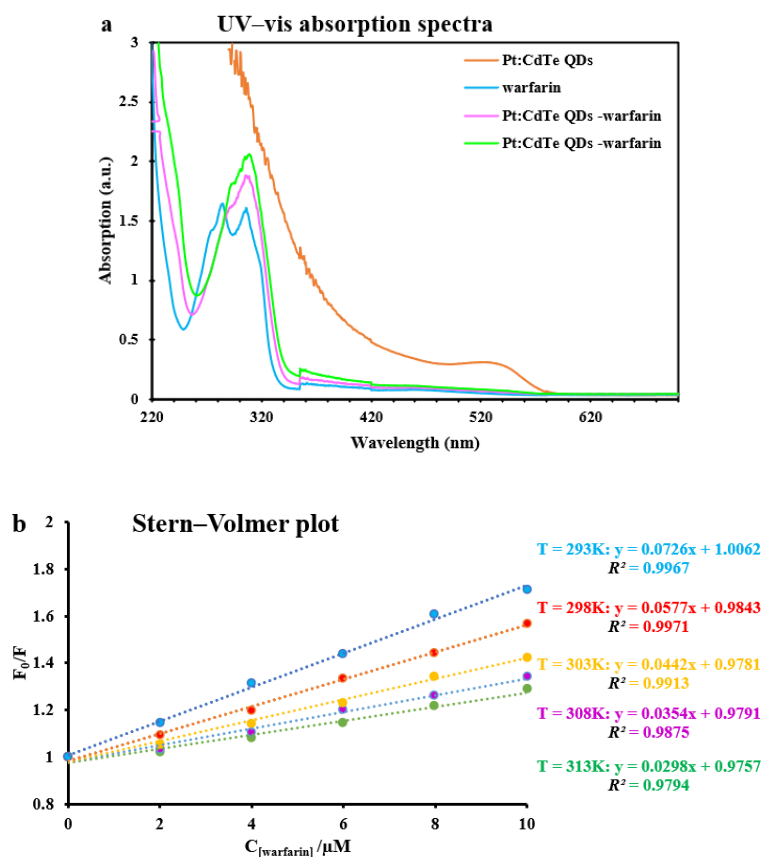 a
UV–vis absorption spectra
3
2.5
2
1.5
1
0.5
0
Absorption (a.u.)
Pt:CdTe QDs
warfarin
Pt:CdTe QDs -warfarin
Pt:CdTe QDs -warfarin
220
320
420
520
620
Wavelength (nm)
b
Stern–Volmer plot
2
1.8
1.6
1.4
1.2
1
0.8
F₀/F
T = 293K: y = 0.0726x + 1.0062
R² = 0.9967
T = 298K: y = 0.0577x + 0.9843
R² = 0.9971
T = 303K: y = 0.0442x + 0.9781
R² = 0.9913
T = 308K: y = 0.0354x + 0.9791
R² = 0.9875
T = 313K: y = 0.0298x + 0.9757
R² = 0.9794
0
2
4
6
8
10
C[warfarin] /μM